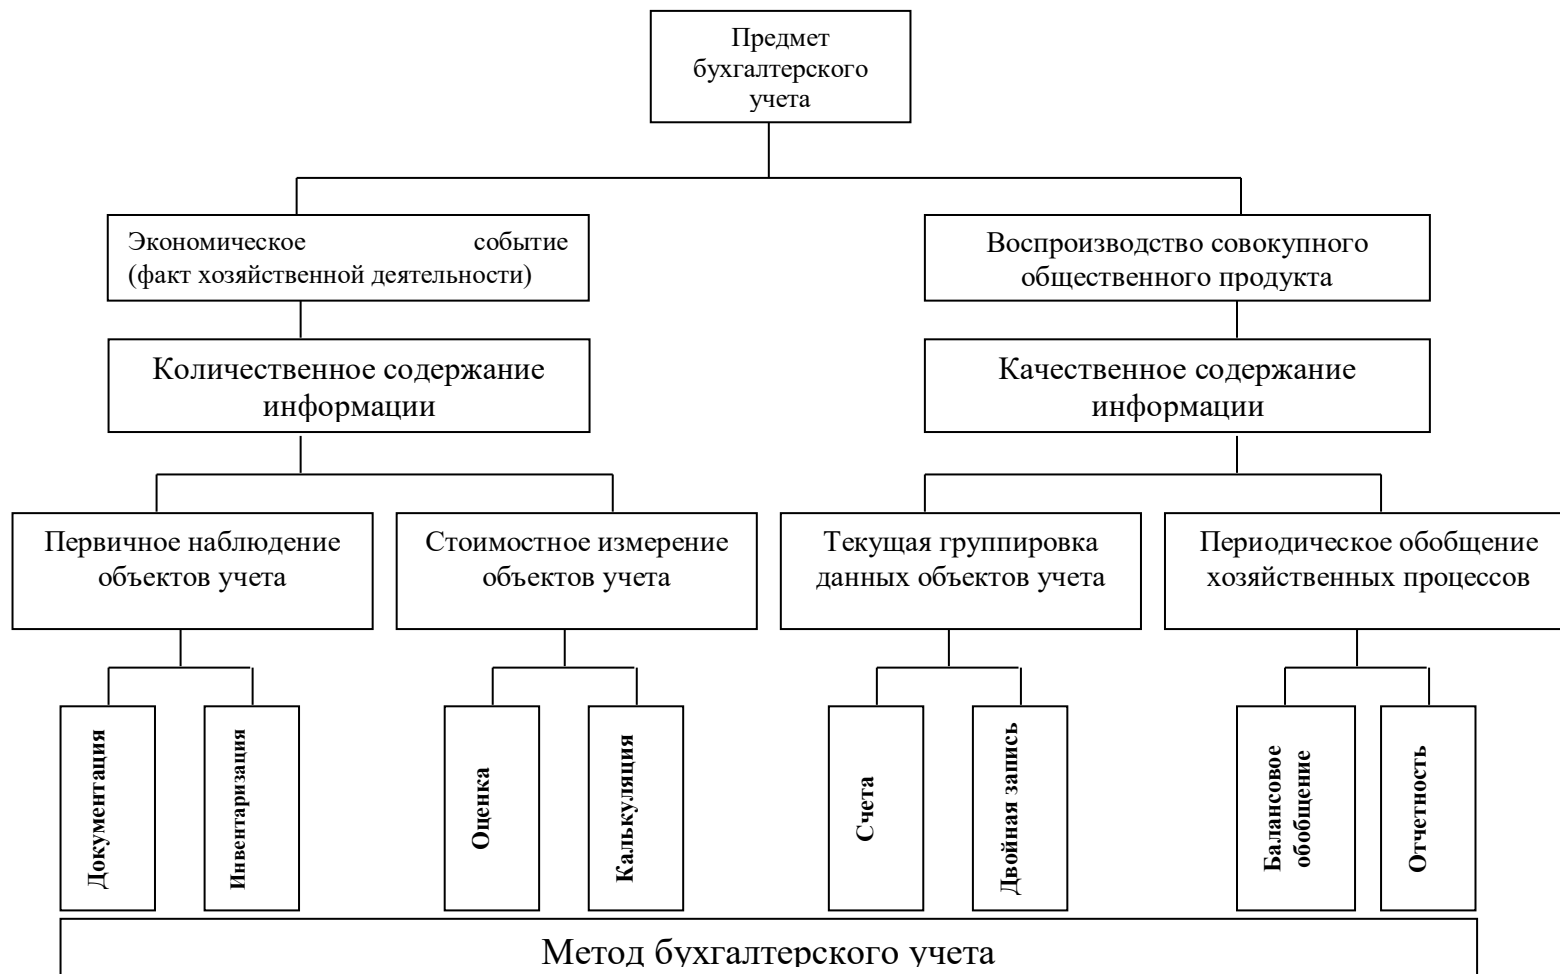 Предмет
бухгалтерского
учета
Экономическое событие
(факт хозяйственной деятельности)
Воспроизводство совокупного
общественного продукта
Количественное содержание
информации
Качественное содержание
информации
Первичное наблюдение
объектов учета
Стоимостное измерение
объектов учета
Текущая группировка
данных объектов учета
Периодическое обобщение
хозяйственных процессов
Документация
Инвентаризация
Оценка
Калькуляция
Счета
Двойная запись
Балансовое
обобщение
Отчетность
Метод бухгалтерского учета